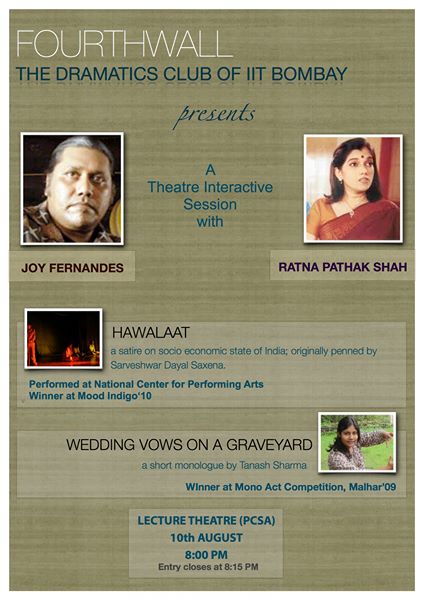 FOURTHWALL
THE DRAMATICS CLUB OF IIT BOMBAY
presents
A
Theatre Interactive
Session
with
JOY FERNANDES
RATNA PATHAK SHAH
HAWALAAT
a satire on socio economic state of India; originally penned by
Sarveshwar Dayal Saxena.
Performed at National Center for Performing Arts
Winner at Mood Indigo'10
WEDDING VOWS ON A GRAVEYARD
a short monologue by Tanash Sharma
WInner at Mono Act Competition, Malhar'09
LECTURE THEATRE (PCSA)
10th AUGUST
8:00 PM
Entry closes at 8:15 PM